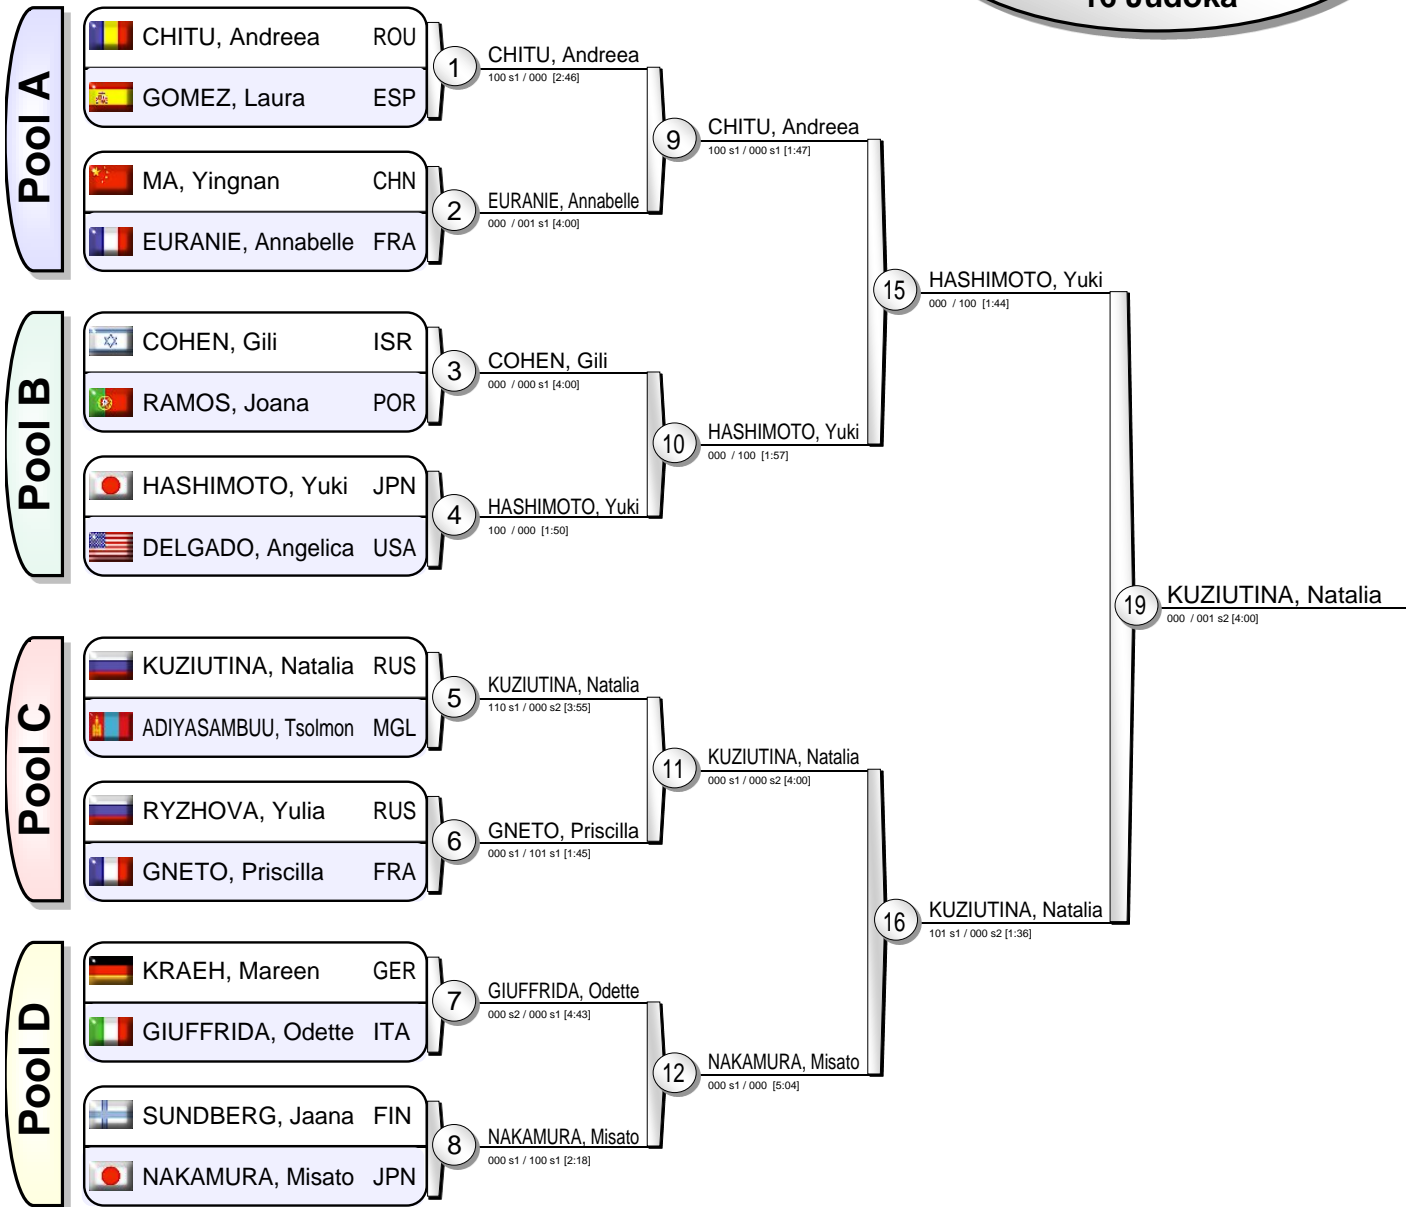 16 Judoka
Pool A
CHITU, Andreea ROU
GOMEZ, Laura ESP
MA, Yingnan CHN
EURANIE, Annabelle FRA
1
CHITU, Andreea
100 s1 / 000 [2:46]
2
EURANIE, Annabelle
000 / 001 s1 [4:00]
9
CHITU, Andreea
100 s1 / 000 s1 [1:47]
Pool B
COHEN, Gili ISR
RAMOS, Joana POR
HASHIMOTO, Yuki JPN
DELGADO, Angelica USA
3
COHEN, Gili
000 / 000 s1 [4:00]
4
HASHIMOTO, Yuki
100 / 000 [1:50]
10
HASHIMOTO, Yuki
000 / 100 [1:57]
15
HASHIMOTO, Yuki
000 / 100 [1:44]
Pool C
KUZIUTINA, Natalia RUS
ADIYASAMBUU, Tsolmon MGL
RYZHOVA, Yulia RUS
GNETO, Priscilla FRA
5
KUZIUTINA, Natalia
110 s1 / 000 s2 [3:55]
6
GNETO, Priscilla
000 s1 / 101 s1 [1:45]
11
KUZIUTINA, Natalia
000 s1 / 000 s2 [4:00]
Pool D
KRAEH, Mareen GER
GIUFFRIDA, Odette ITA
SUNDBERG, Jaana FIN
NAKAMURA, Misato JPN
7
GIUFFRIDA, Odette
000 s2 / 000 s1 [4:43]
8
NAKAMURA, Misato
000 s1 / 100 s1 [2:18]
12
NAKAMURA, Misato
000 s1 / 000 [5:04]
16
KUZIUTINA, Natalia
101 s1 / 000 s2 [1:36]
19
KUZIUTINA, Natalia
000 / 001 s2 [4:00]